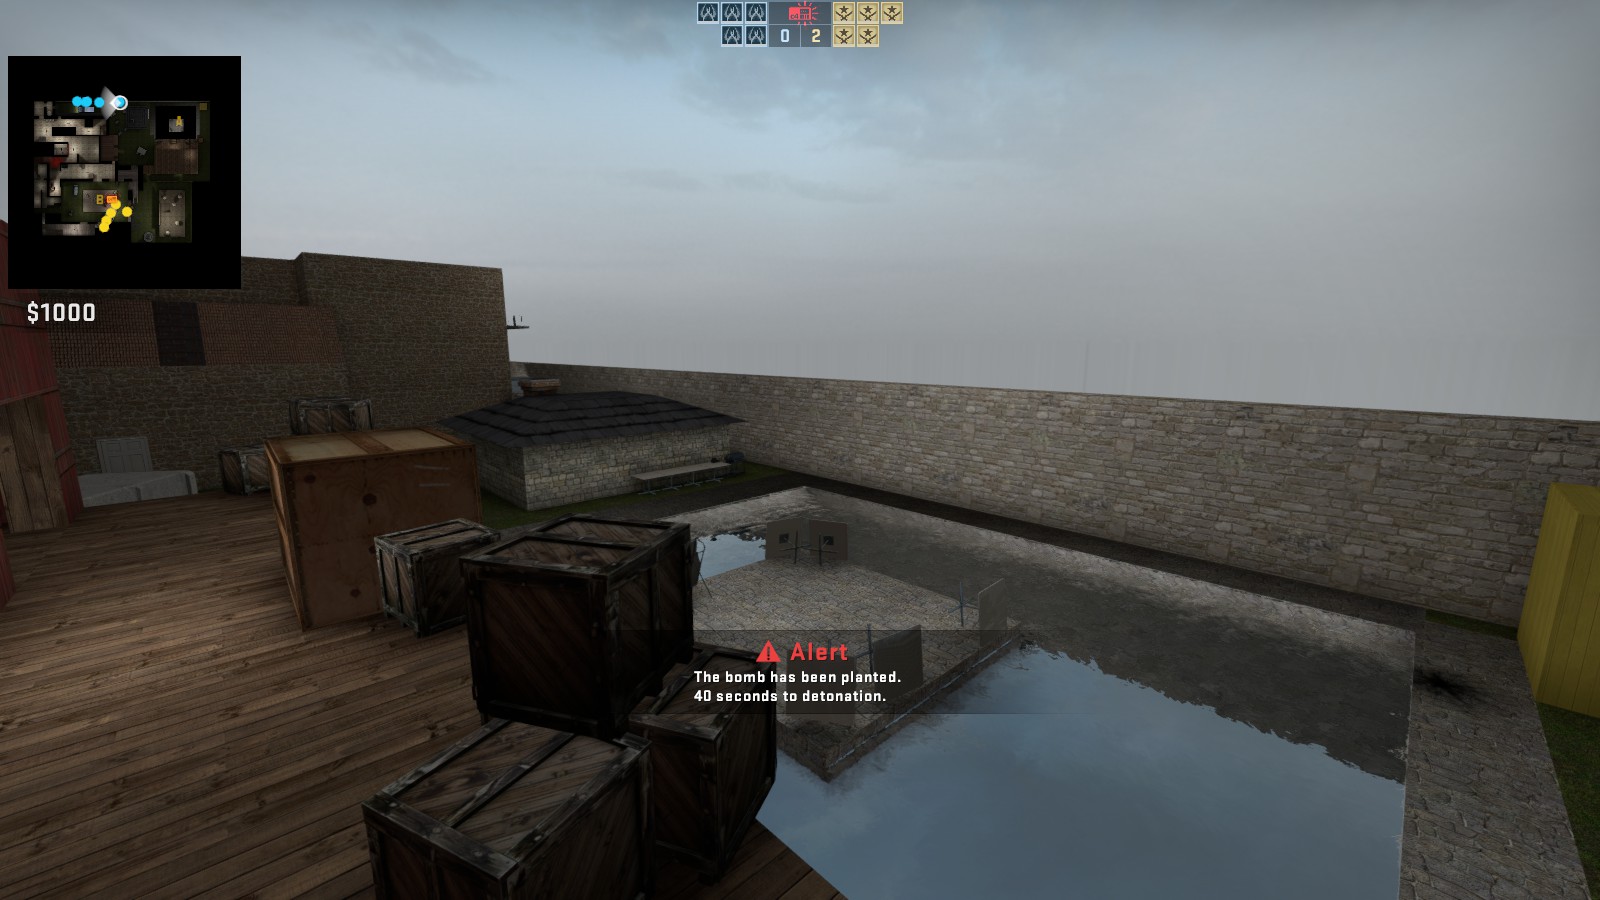 0 2
$1000
Alert
The bomb has been planted.
40 seconds to detonation.